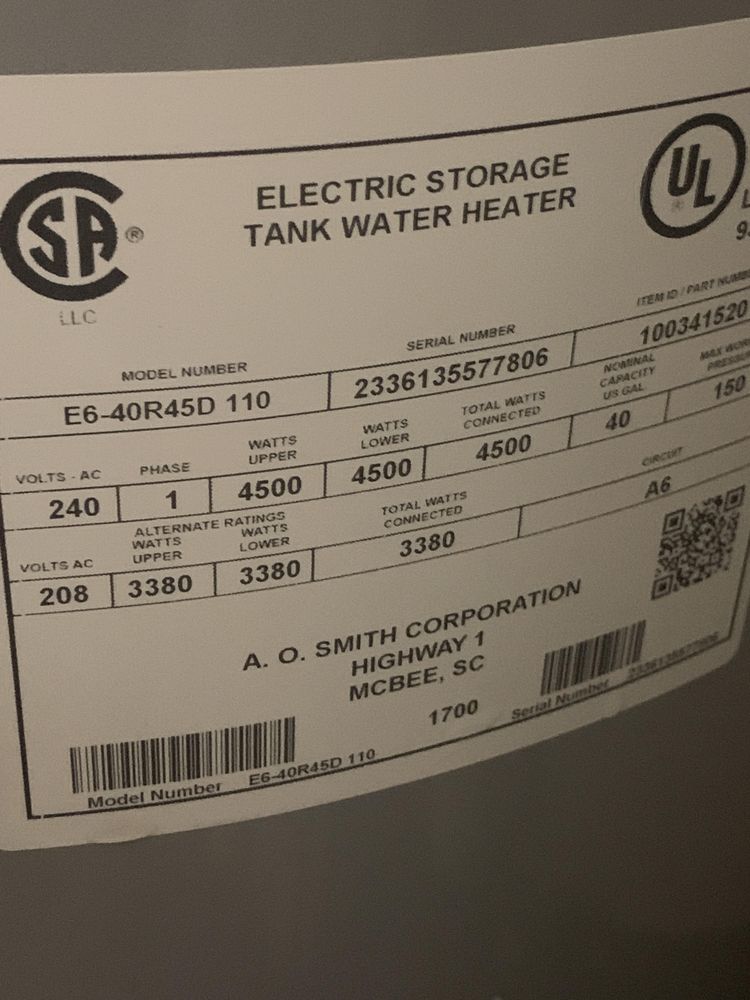 SA ®
LLC
ELECTRIC STORAGE
TANK WATER HEATER
UL ®
MODEL NUMBER
SERIAL NUMBER
ITEM ID / PART
E6-40R45D 110
2336135577806
100341520
VOLTS - AC
PHASE
WATTS UPPER
WATTS LOWER
TOTAL WATTS CONNECTED
NOMINAL CAPACITY US GAL
MAX
240
1
4500
4500
4500
40
150
ALTERNATE RATINGS
VOLTS AC
WATTS UPPER
WATTS LOWER
TOTAL WATTS CONNECTED
CIRCUIT
208
3380
3380
3380
A6
A. O. SMITH CORPORATION
HIGHWAY 1
MCBEE, SC
1700
Model Number E6-40R45D 110
Serial Number 2336135577806